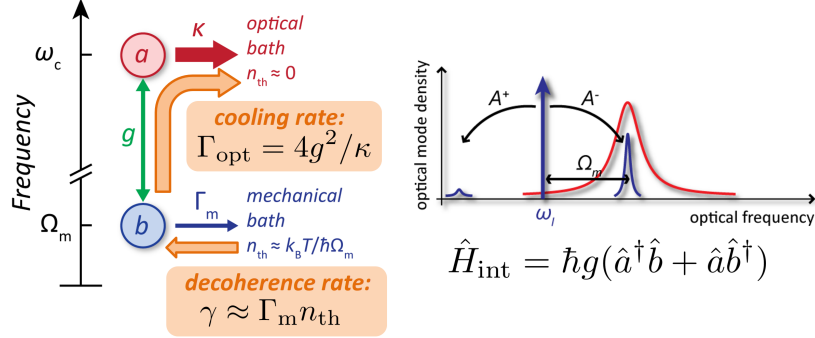 Frequency
ω_c
Ω_m
a
g
b
κ
optical
bath
n_th ≈ 0
cooling rate:
Γ_opt = 4g²/κ
Γ_m
mechanical
bath
n_th ≈ k_B T/ħΩ_m
decoherence rate:
γ ≈ Γ_m n_th
optical mode density
A⁺
A⁻
Ω_m
ω_l
optical frequency
Ĥ_int = ħg(â†b̂ + âb̂†)